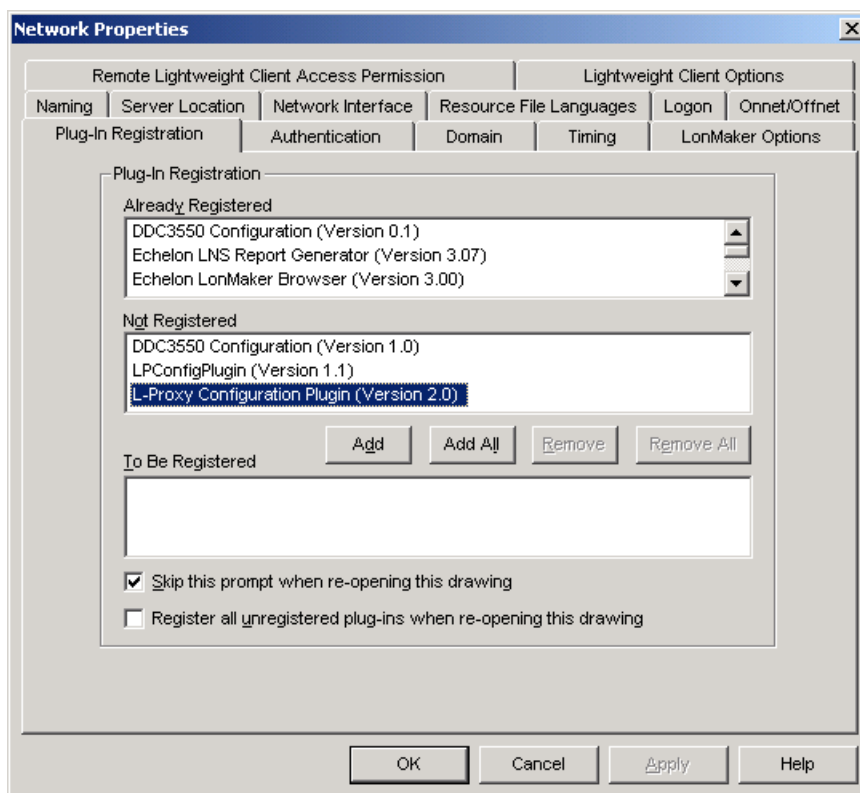 Network Properties
Remote Lightweight Client Access Permission Lightweight Client Options
Naming Server Location Network Interface Resource File Languages Logon Onnet/Offnet
Plug-In Registration Authentication Domain Timing LonMaker Options
Plug-In Registration
Already Registered
DDC3550 Configuration (Version 0.1)
Echelon LNS Report Generator (Version 3.07)
Echelon LonMaker Browser (Version 3.00)
Not Registered
DDC3550 Configuration (Version 1.0)
LPConfigPlugin (Version 1.1)
L-Proxy Configuration Plugin (Version 2.0)
Add Add All Remove Remove All
To Be Registered
Skip this prompt when re-opening this drawing
Register all unregistered plug-ins when re-opening this drawing
OK Cancel Apply Help